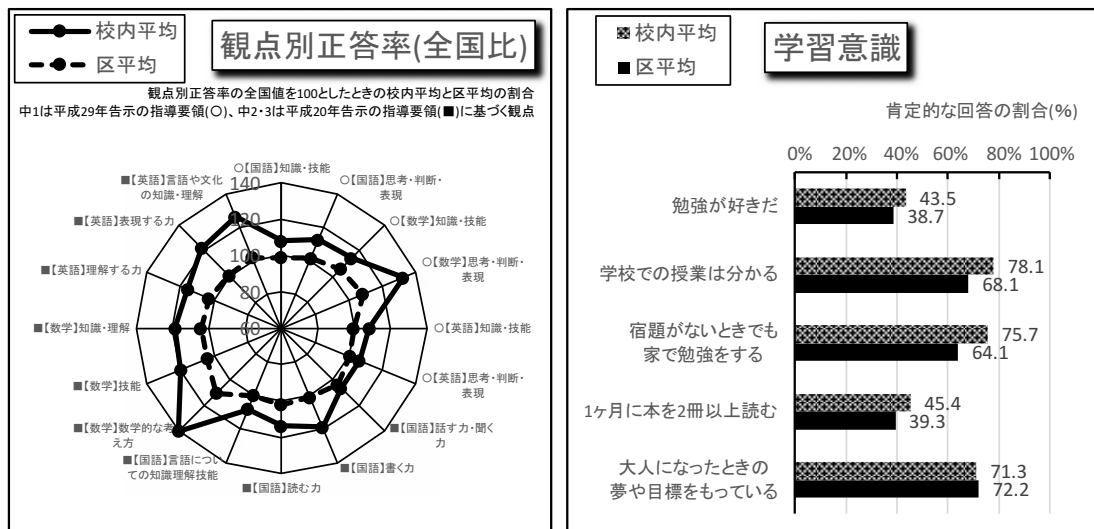 校内平均
区平均
観点別正答率(全国比)
観点別正答率の全国値を100としたときの校内平均と区平均の割合
中1は平成29年告示の指導要領(○)、中2・3は平成20年告示の指導要領(■)に基づく観点
○【国語】知識・技能
○【国語】思考・判断・
表現
○【数学】知識・技能
○【数学】思考・判断・
表現
○【英語】知識・技能
○【英語】思考・判断・
表現
■【国語】話す力・聞く
力
■【国語】書く力
■【国語】読む力
■【国語】言語につい
ての知識理解技能
■【数学】数学的な考
え方
■【数学】技能
■【数学】知識・理解
■【英語】理解する力
■【英語】表現する力
■【英語】言語や文化
の知識・理解
140
120
100
80
60
校内平均
区平均
学習意識
肯定的な回答の割合(%)
0% 20% 40% 60% 80% 100%
勉強が好きだ
43.5
38.7
学校での授業は分かる
78.1
68.1
宿題がないときでも
家で勉強をする
75.7
64.1
1ヶ月に本を2冊以上読む
45.4
39.3
大人になったときの
夢や目標をもっている
71.3
72.2